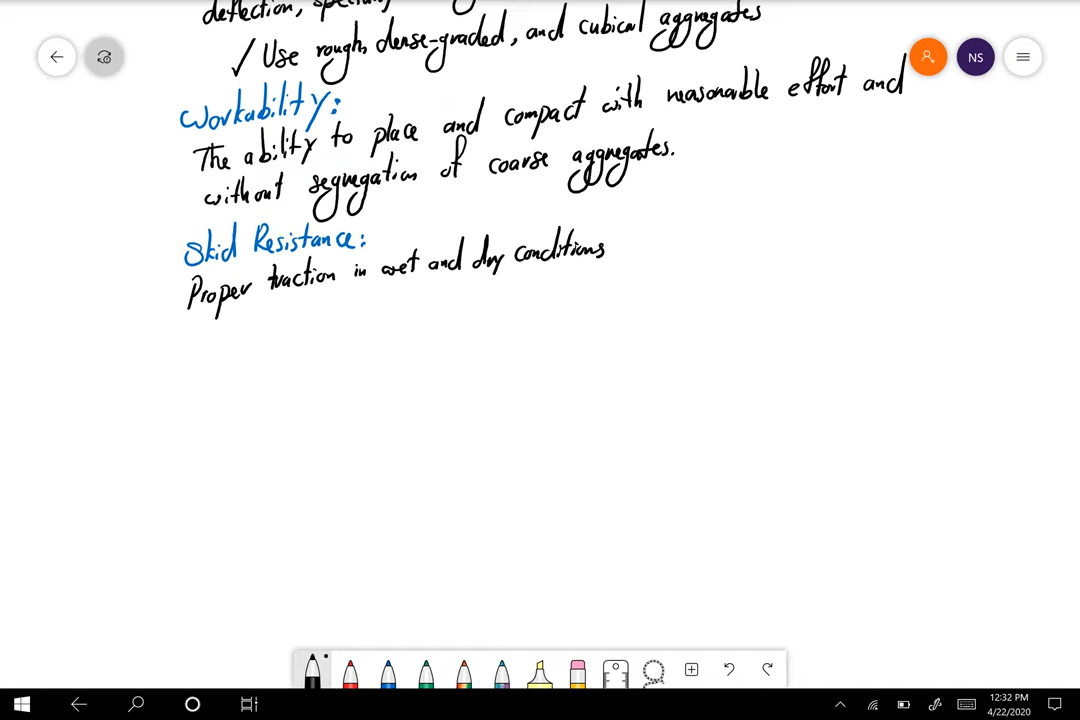 deflection,
✓ Use rough, dense-graded, and cubical aggregates
NS
Workability:
The ability to place and compact with reasonable effort and
without segregation of coarse aggregates.
Skid Resistance:
Proper traction in wet and dry conditions
12:32 PM
4/22/2020